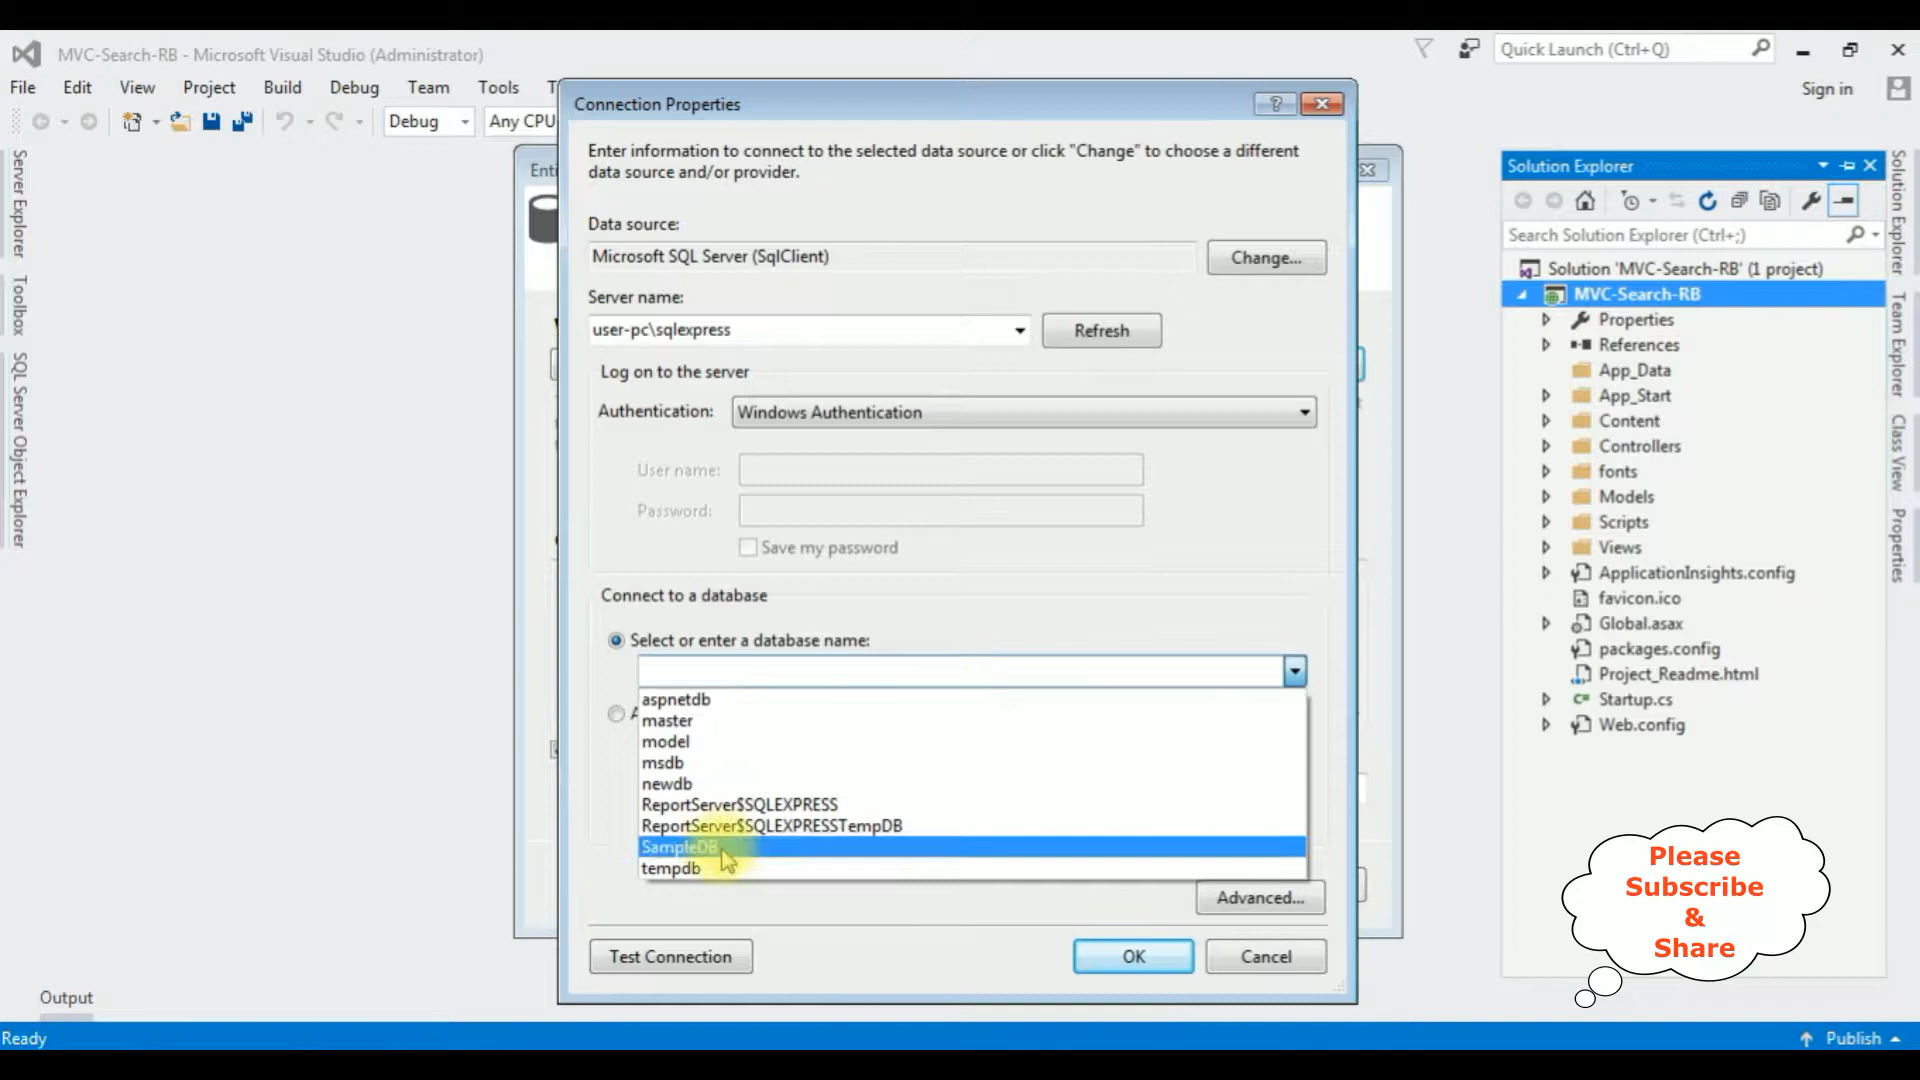 MVC-Search-RB - Microsoft Visual Studio (Administrator)
Quick Launch (Ctrl+Q)
File Edit View Project Build Debug Team Tools
Sign in
Debug
Any CPU
Connection Properties
Enter information to connect to the selected data source or click "Change" to choose a different
data source and/or provider.
Data source:
Microsoft SQL Server (SqlClient)
Change...
Server name:
user-pc\sqlexpress
Refresh
Log on to the server
Authentication: Windows Authentication
User name:
Password:
Save my password
Connect to a database
Select or enter a database name:
aspnetdb
master
model
msdb
newdb
ReportServer$SQLEXPRESS
ReportServer$SQLEXPRESSTempDB
SampleDB
tempdb
Advanced...
Test Connection
OK
Cancel
Server Explorer
Toolbox
SQL Server Object Explorer
Solution Explorer
Search Solution Explorer (Ctrl+;)
Solution 'MVC-Search-RB' (1 project)
MVC-Search-RB
Properties
References
App_Data
App_Start
Content
Controllers
fonts
Models
Scripts
Views
ApplicationInsights.config
favicon.ico
Global.asax
packages.config
Project_Readme.html
Startup.cs
Web.config
Solution Explorer
Team Explorer
Class View
Properties
Please
Subscribe
&
Share
Output
Ready
Publish